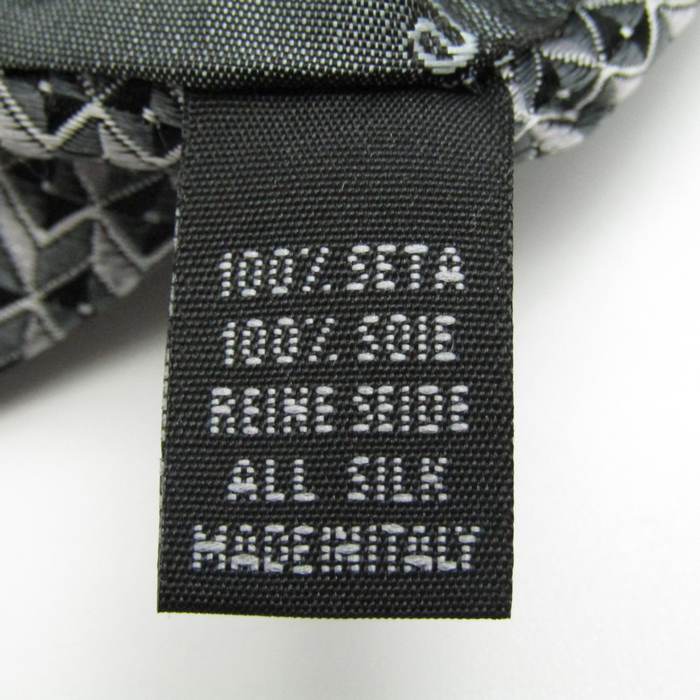 100% SETA
100% SOIE
REINE SEIDE
ALL SILK
MADE IN ITALY